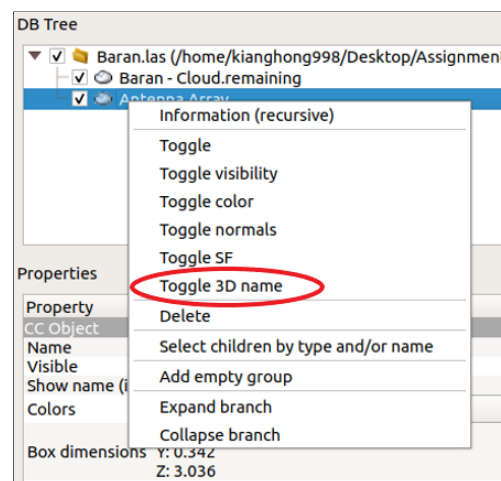 DB Tree
Baran.las (/home/kianghong998/Desktop/Assignment
Baran - Cloud.remaining
Antenna Array
Information (recursive)
Toggle
Toggle visibility
Toggle color
Toggle normals
Toggle SF
Toggle 3D name
Delete
Select children by type and/or name
Add empty group
Expand branch
Collapse branch
Properties
Property
CC Object
Name
Visible
Show name (i
Colors
Box dimensions Y: 0.342
Z: 3.036